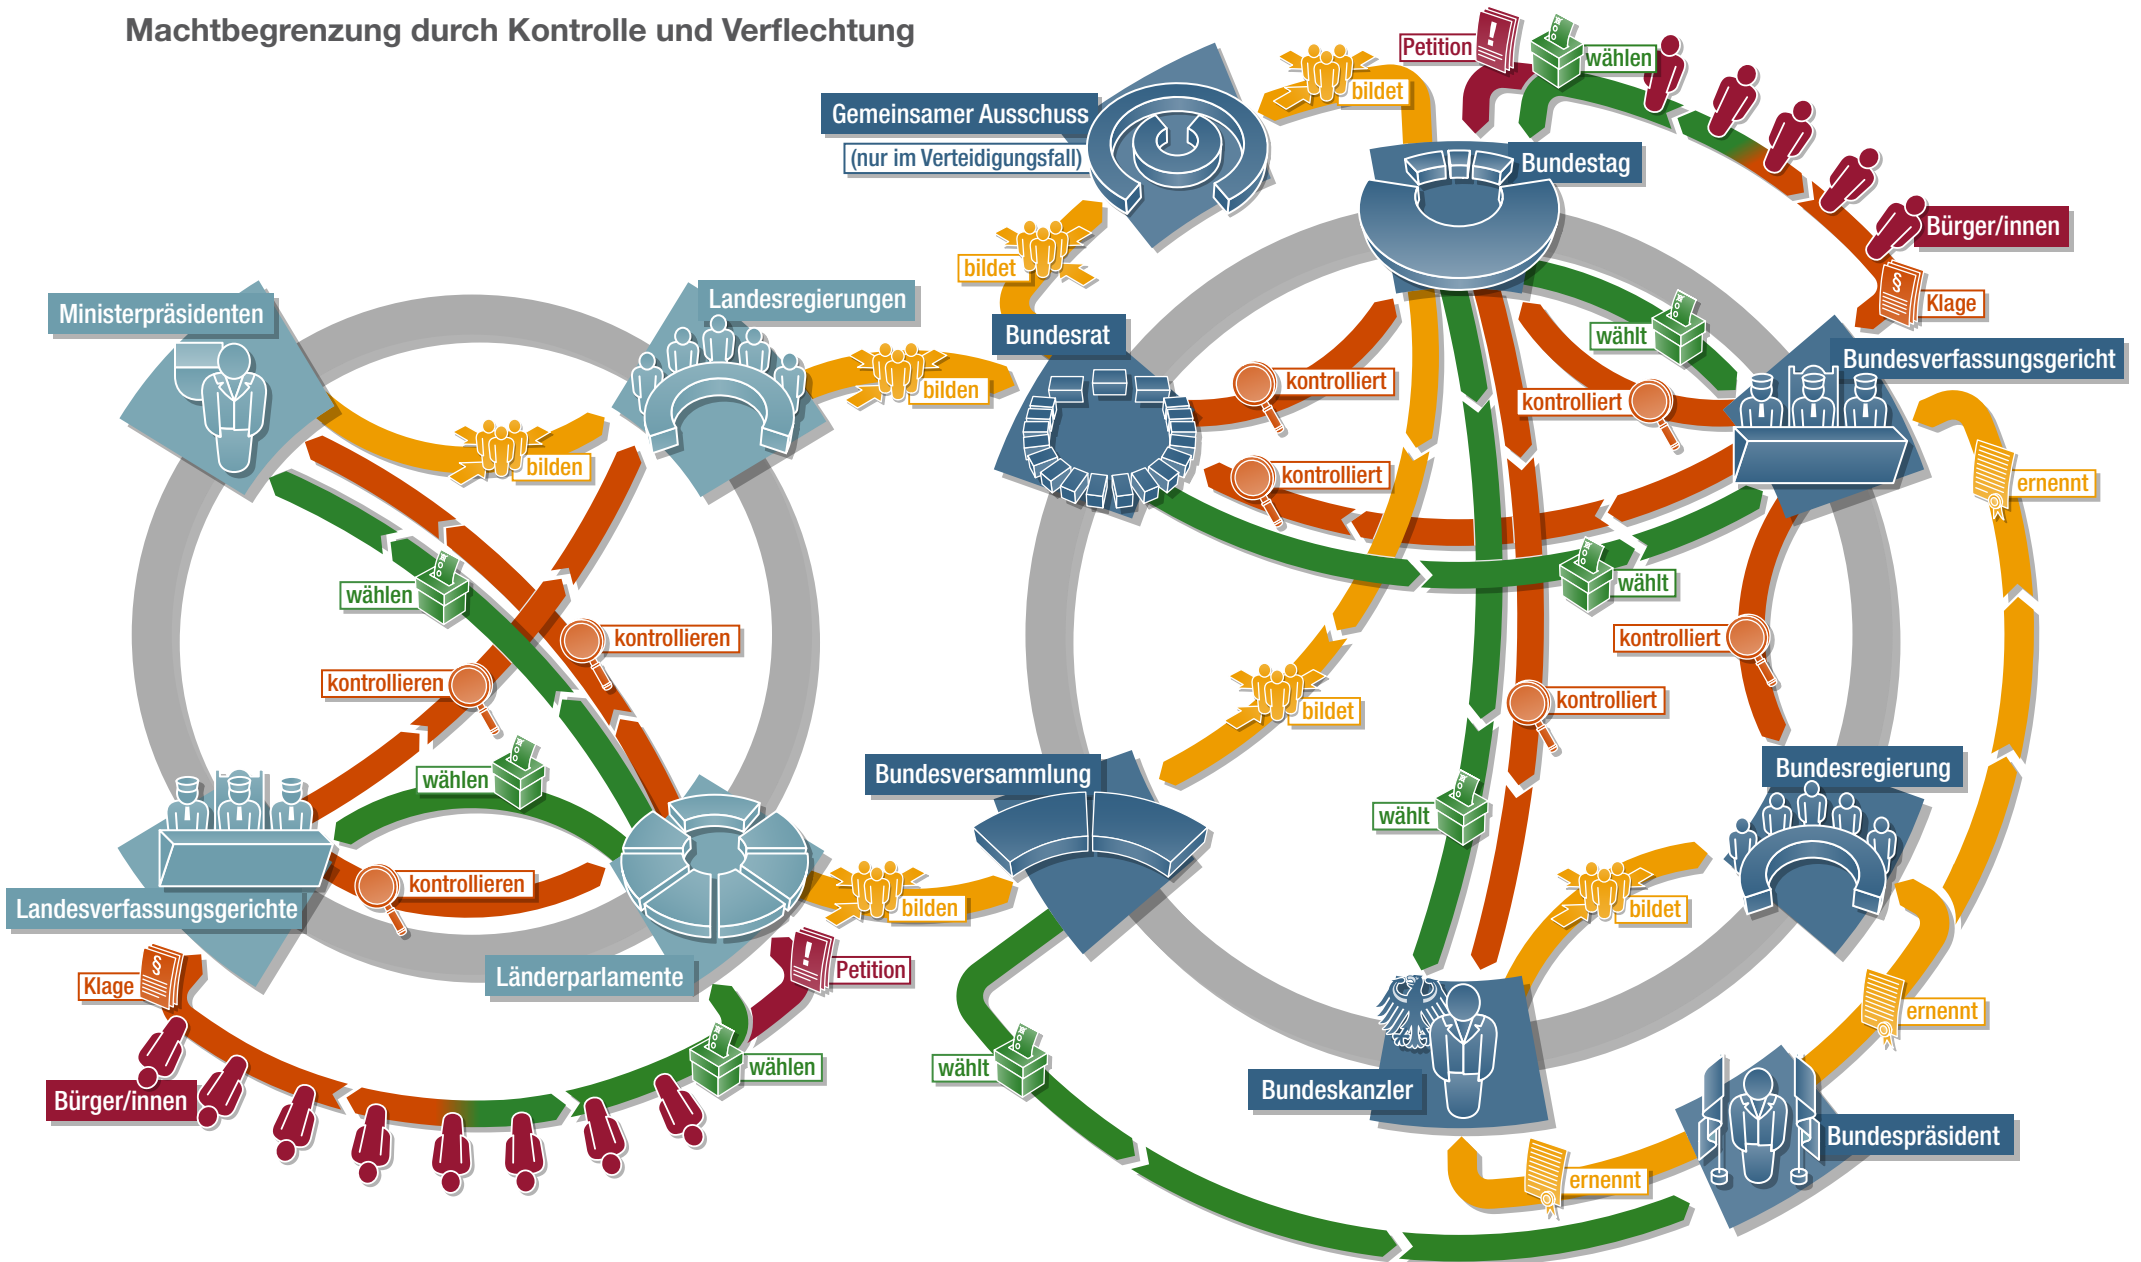 Machtbegrenzung durch Kontrolle und Verflechtung
Petition
wählen
bildet
Gemeinsamer Ausschuss
(nur im Verteidigungsfall)
Bundestag
Bürger/innen
bildet
Klage
Ministerpräsidenten
Landesregierungen
Bundesrat
wählt
Bundesverfassungsgericht
bilden
kontrolliert
kontrolliert
bilden
kontrolliert
ernennt
wählen
wählt
kontrollieren
kontrolliert
kontrollieren
kontrolliert
bildet
wählen
Bundesversammlung
Bundesregierung
wählt
kontrollieren
Landesverfassungsgerichte
bilden
bildet
Länderparlamente
Petition
Klage
ernennt
wählen
wählt
Bürger/innen
Bundeskanzler
Bundespräsident
ernennt
§
§
!
!